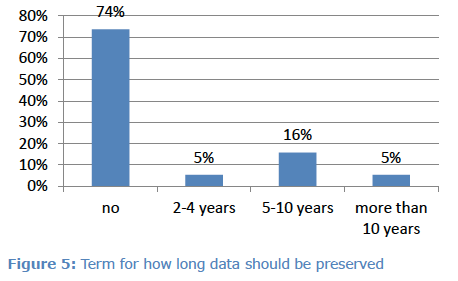 80%
74%
70%
60%
50%
40%
30%
20%
16%
10%
5%
5%
0%
no
2-4 years
5-10 years
more than
10 years
Figure 5: Term for how long data should be preserved